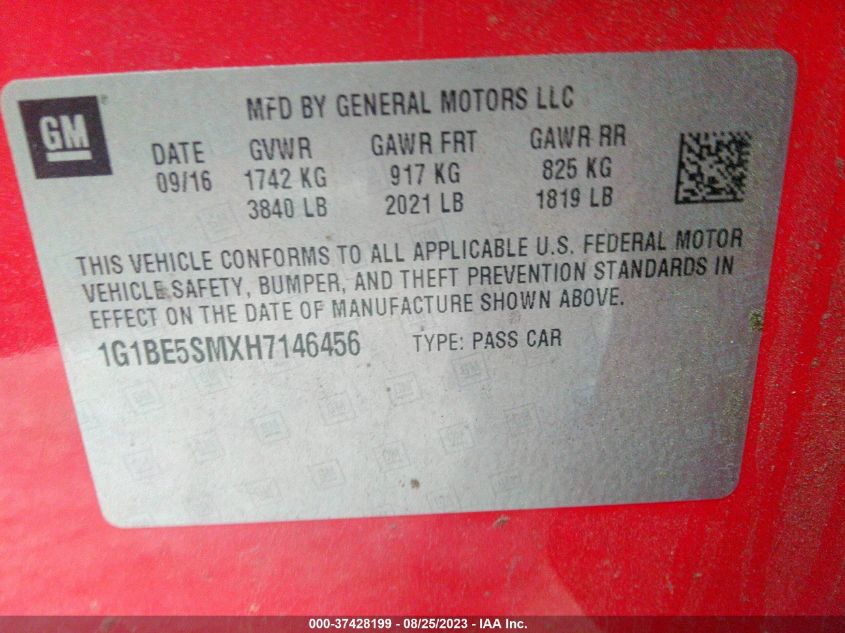 GM
MFD BY GENERAL MOTORS LLC
DATE GVWR GAWR FRT GAWR RR
09/16 1742 KG 917 KG 825 KG
3840 LB 2021 LB 1819 LB
THIS VEHICLE CONFORMS TO ALL APPLICABLE U.S. FEDERAL MOTOR
VEHICLE SAFETY, BUMPER, AND THEFT PREVENTION STANDARDS IN
EFFECT ON THE DATE OF MANUFACTURE SHOWN ABOVE.
1G1BE5SMXH7146456 TYPE: PASS CAR
000-37428199 - 08/25/2023 - IAA Inc.